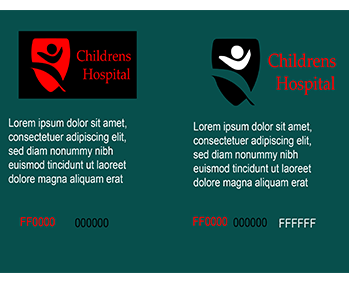 Childrens
Hospital
Lorem ipsum dolor sit amet,
consectetuer adipiscing elit,
sed diam nonummy nibh
euismod tincidunt ut laoreet
dolore magna aliquam erat
FF0000 000000
Childrens
Hospital
Lorem ipsum dolor sit amet,
consectetuer adipiscing elit,
sed diam nonummy nibh
euismod tincidunt ut laoreet
dolore magna aliquam erat
FF0000 000000 FFFFFF